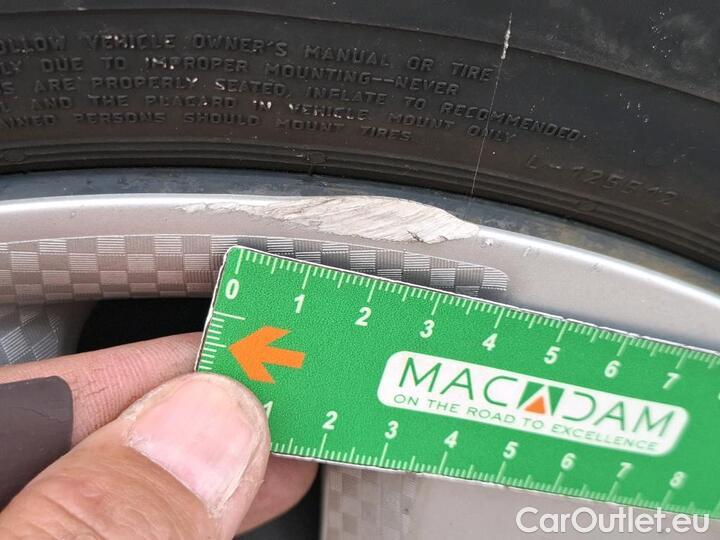 OLLOW VEHICLE OWNER'S MANUAL OR TIRE
LY DUE TO IMPROPER MOUNTING--NEVER
S ARE PROPERLY SEATED. INFLATE TO RECOMMENDED
L AND THE PLACARD IN VEHICLE MOUNT ONLY
AINED PERSONS SHOULD MOUNT TIRES.
L-125512
0 1 2 3 4 5 6 7
MACADAM
ON THE ROAD TO EXCELLENCE
1 2 3 4 5 6 7 8
CarOutlet.eu